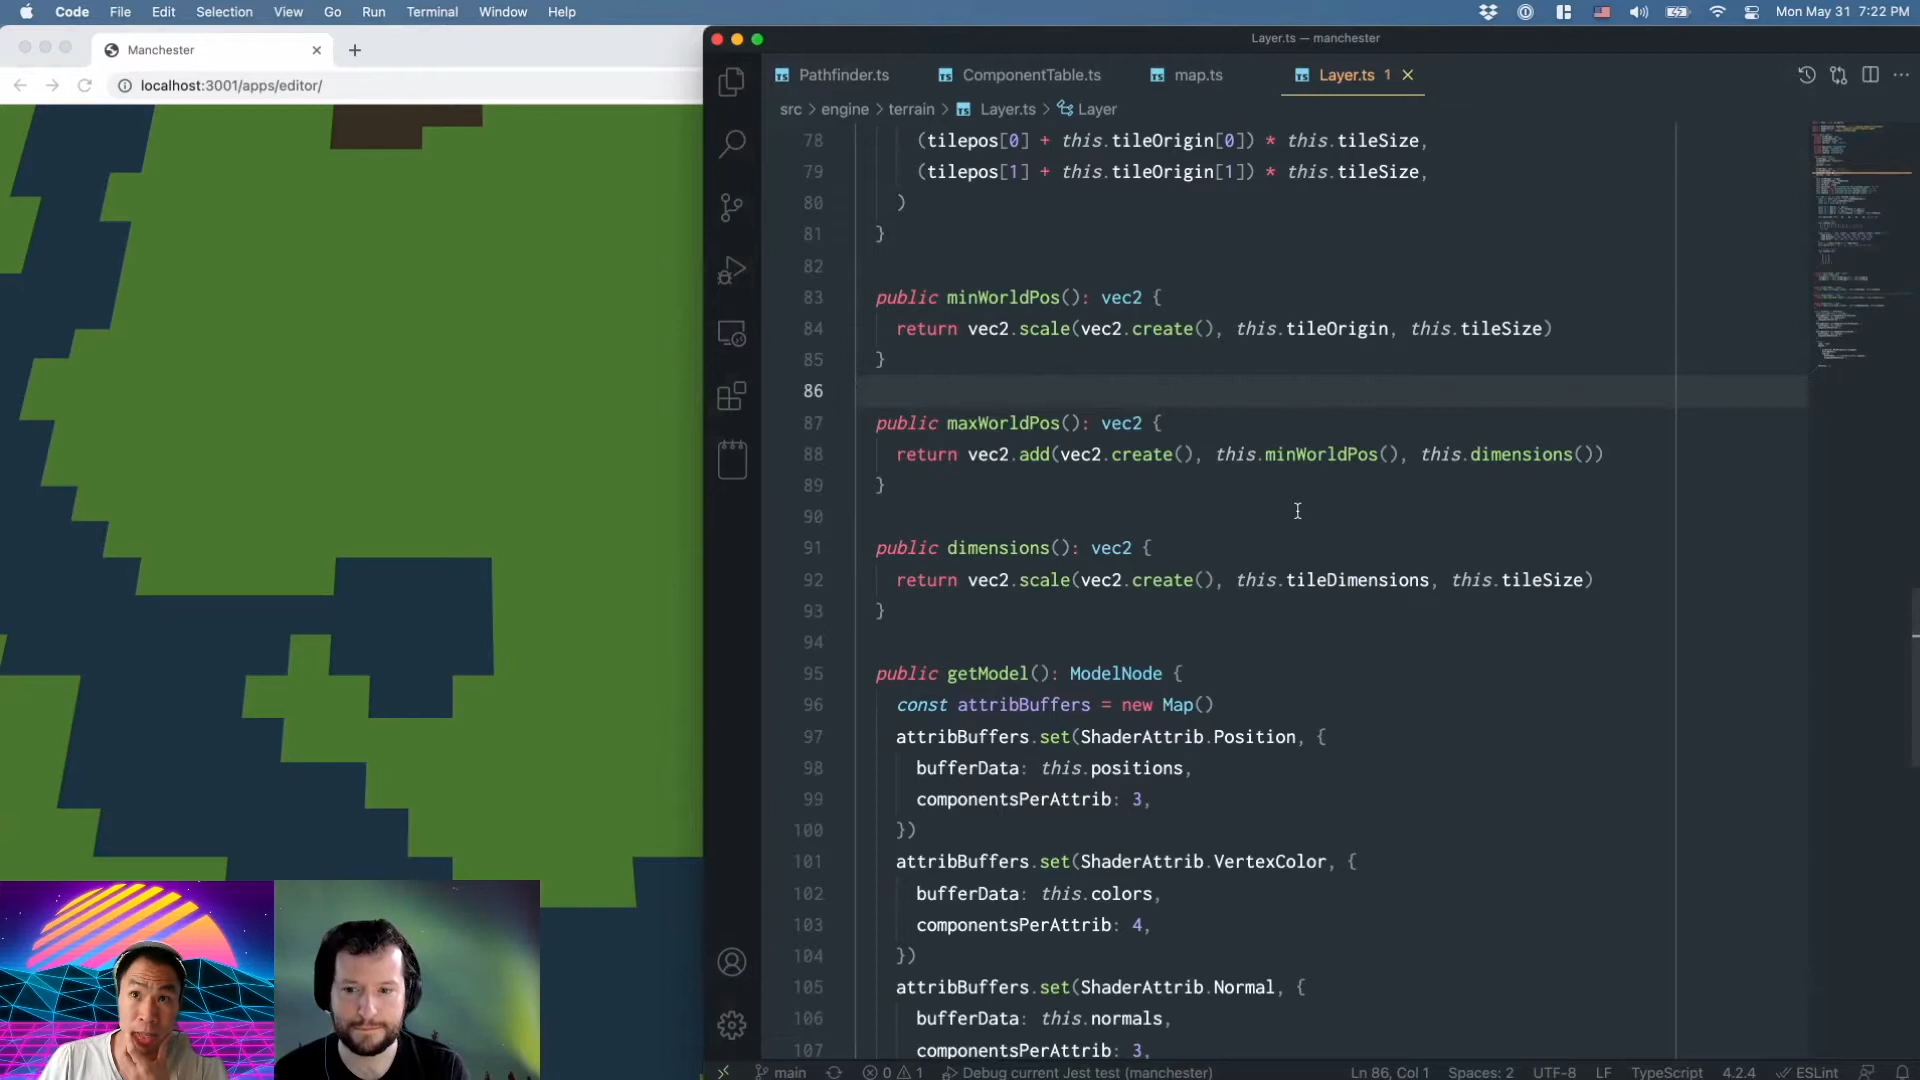 Code File Edit Selection View Go Run Terminal Window Help
Mon May 31 7:22 PM
Manchester
localhost:3001/apps/editor/
Layer.ts — manchester
TS Pathfinder.ts TS ComponentTable.ts TS map.ts TS Layer.ts 1
src > engine > terrain > TS Layer.ts > Layer
78 (tilepos[0] + this.tileOrigin[0]) * this.tileSize,
79 (tilepos[1] + this.tileOrigin[1]) * this.tileSize,
80 )
81 }
82
83 public minWorldPos(): vec2 {
84 return vec2.scale(vec2.create(), this.tileOrigin, this.tileSize)
85 }
86
87 public maxWorldPos(): vec2 {
88 return vec2.add(vec2.create(), this.minWorldPos(), this.dimensions())
89 }
90
91 public dimensions(): vec2 {
92 return vec2.scale(vec2.create(), this.tileDimensions, this.tileSize)
93 }
94
95 public getModel(): ModelNode {
96 const attribBuffers = new Map()
97 attribBuffers.set(ShaderAttrib.Position, {
98 bufferData: this.positions,
99 componentsPerAttrib: 3,
100 })
101 attribBuffers.set(ShaderAttrib.VertexColor, {
102 bufferData: this.colors,
103 componentsPerAttrib: 4,
104 })
105 attribBuffers.set(ShaderAttrib.Normal, {
106 bufferData: this.normals,
107 componentsPerAttrib: 3,
main 0 1 Debug current Jest test (manchester) Ln 86, Col 1 Spaces: 2 UTF-8 LF TypeScript 4.2.4 ESLint